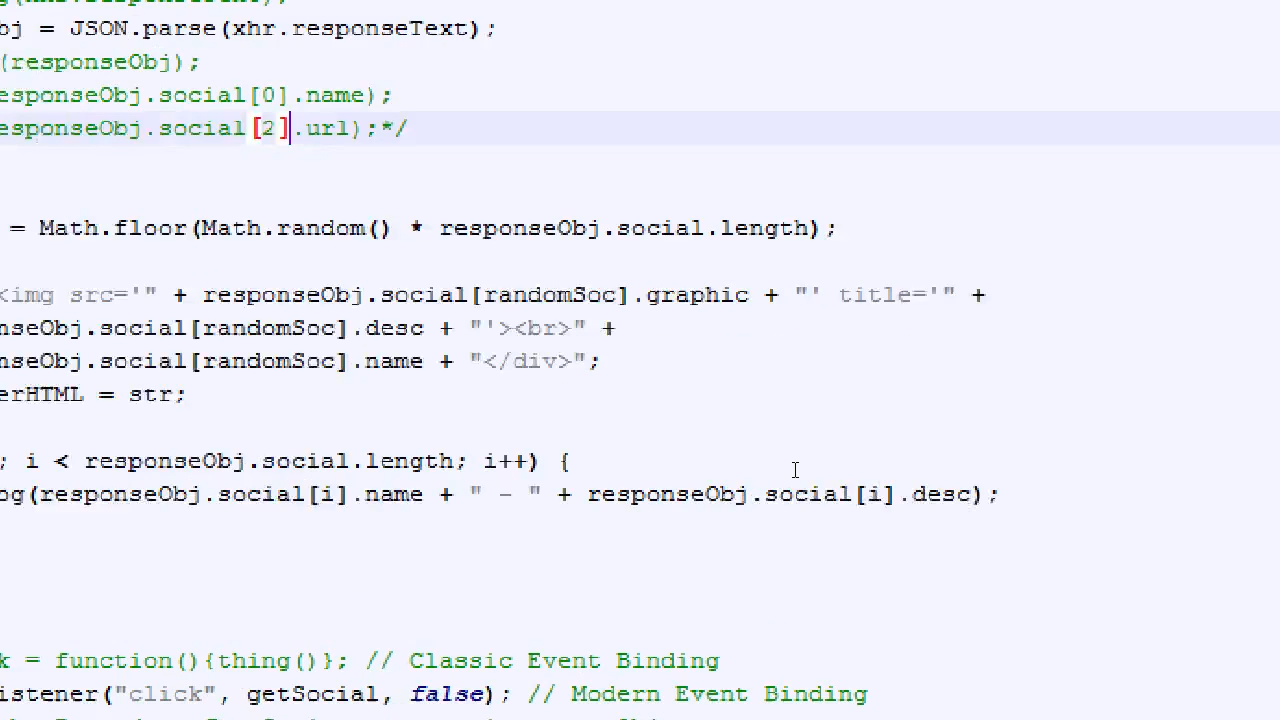 bj = JSON.parse(xhr.responseText);
(responseObj);
esponseObj.social[0].name);
esponseObj.social[2].url);*/
= Math.floor(Math.random() * responseObj.social.length);
<img src='" + responseObj.social[randomSoc].graphic + "' title='" +
nseObj.social[randomSoc].desc + "'><br>" +
nseObj.social[randomSoc].name + "</div>";
erHTML = str;
; i < responseObj.social.length; i++) {
og(responseObj.social[i].name + " - " + responseObj.social[i].desc);
k = function(){thing()}; // Classic Event Binding
istener("click", getSocial, false); // Modern Event Binding